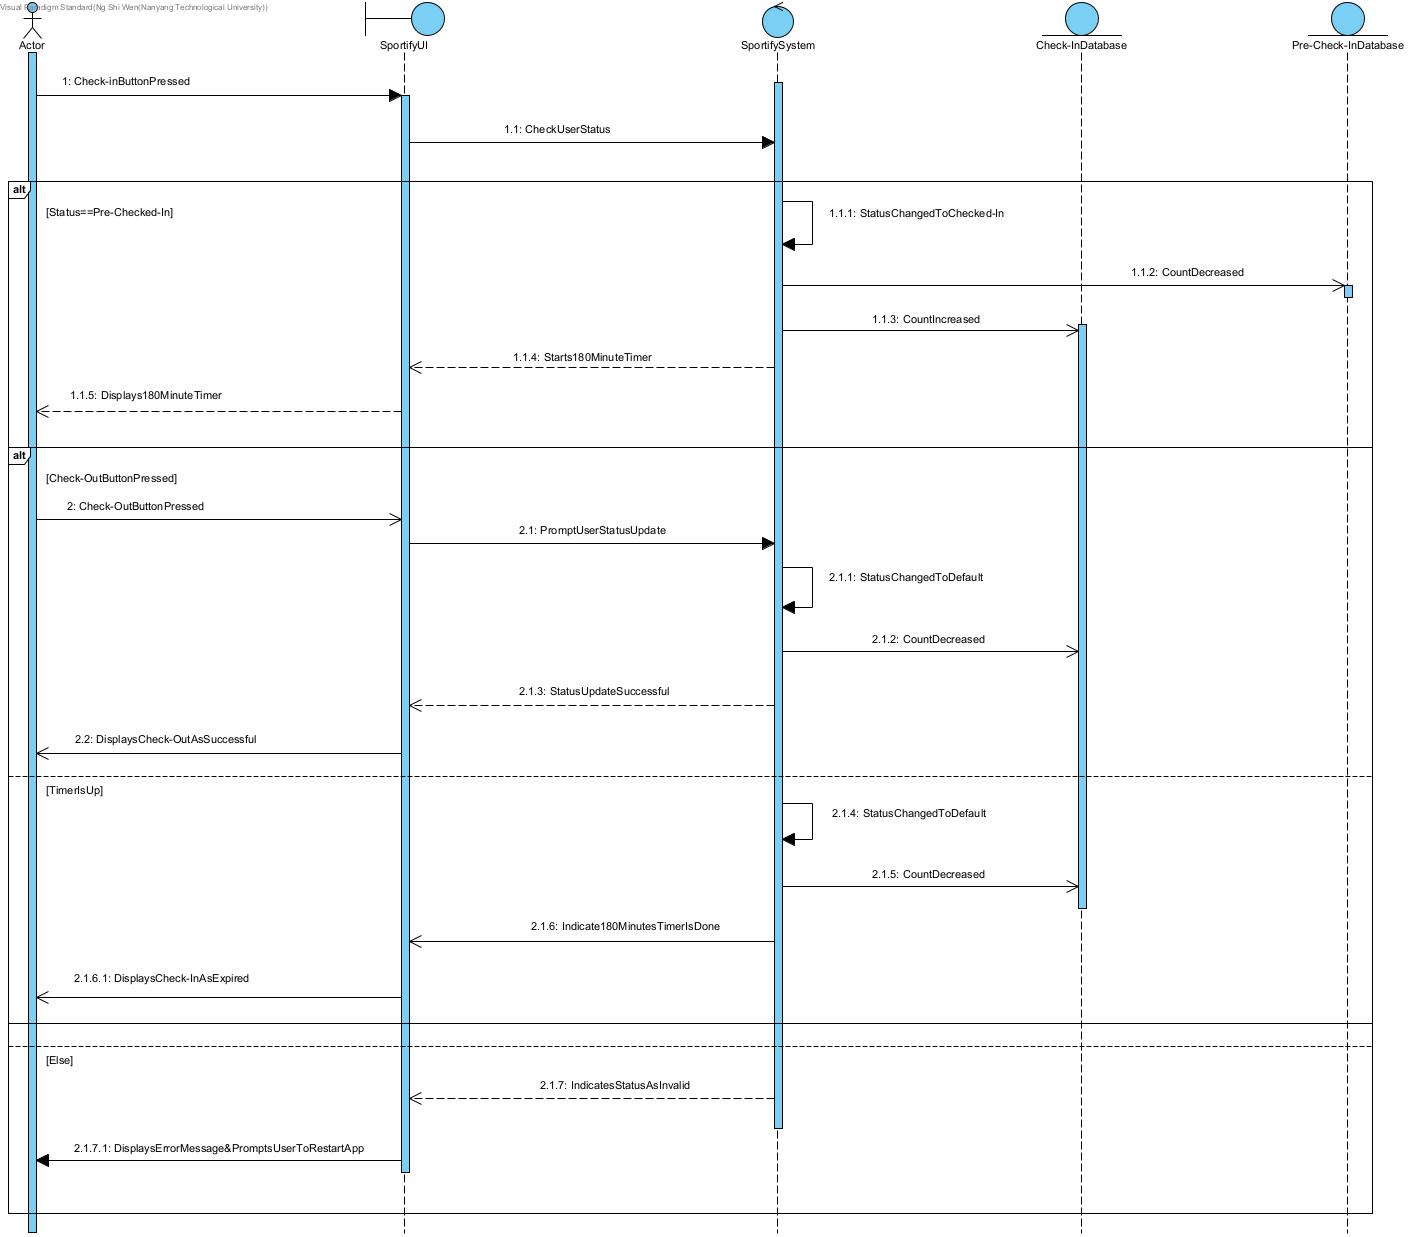 Visual Paradigm Standard(Ng Shi Wen(Nanyang Technological University))
Actor
SportifyUI
SportifySystem
Check-InDatabase
Pre-Check-InDatabase
1: Check-inButtonPressed
1.1: CheckUserStatus
alt
[Status==Pre-Checked-In]
1.1.1: StatusChangedToChecked-In
1.1.2: CountDecreased
1.1.3: CountIncreased
1.1.4: Starts180MinuteTimer
1.1.5: Displays180MinuteTimer
alt
[Check-OutButtonPressed]
2: Check-OutButtonPressed
2.1: PromptUserStatusUpdate
2.1.1: StatusChangedToDefault
2.1.2: CountDecreased
2.1.3: StatusUpdateSuccessful
2.2: DisplaysCheck-OutAsSuccessful
[TimerIsUp]
2.1.4: StatusChangedToDefault
2.1.5: CountDecreased
2.1.6: Indicate180MinutesTimerIsDone
2.1.6.1: DisplaysCheck-InAsExpired
[Else]
2.1.7: IndicatesStatusAsInvalid
2.1.7.1: DisplaysErrorMessage&PromptsUserToRestartApp